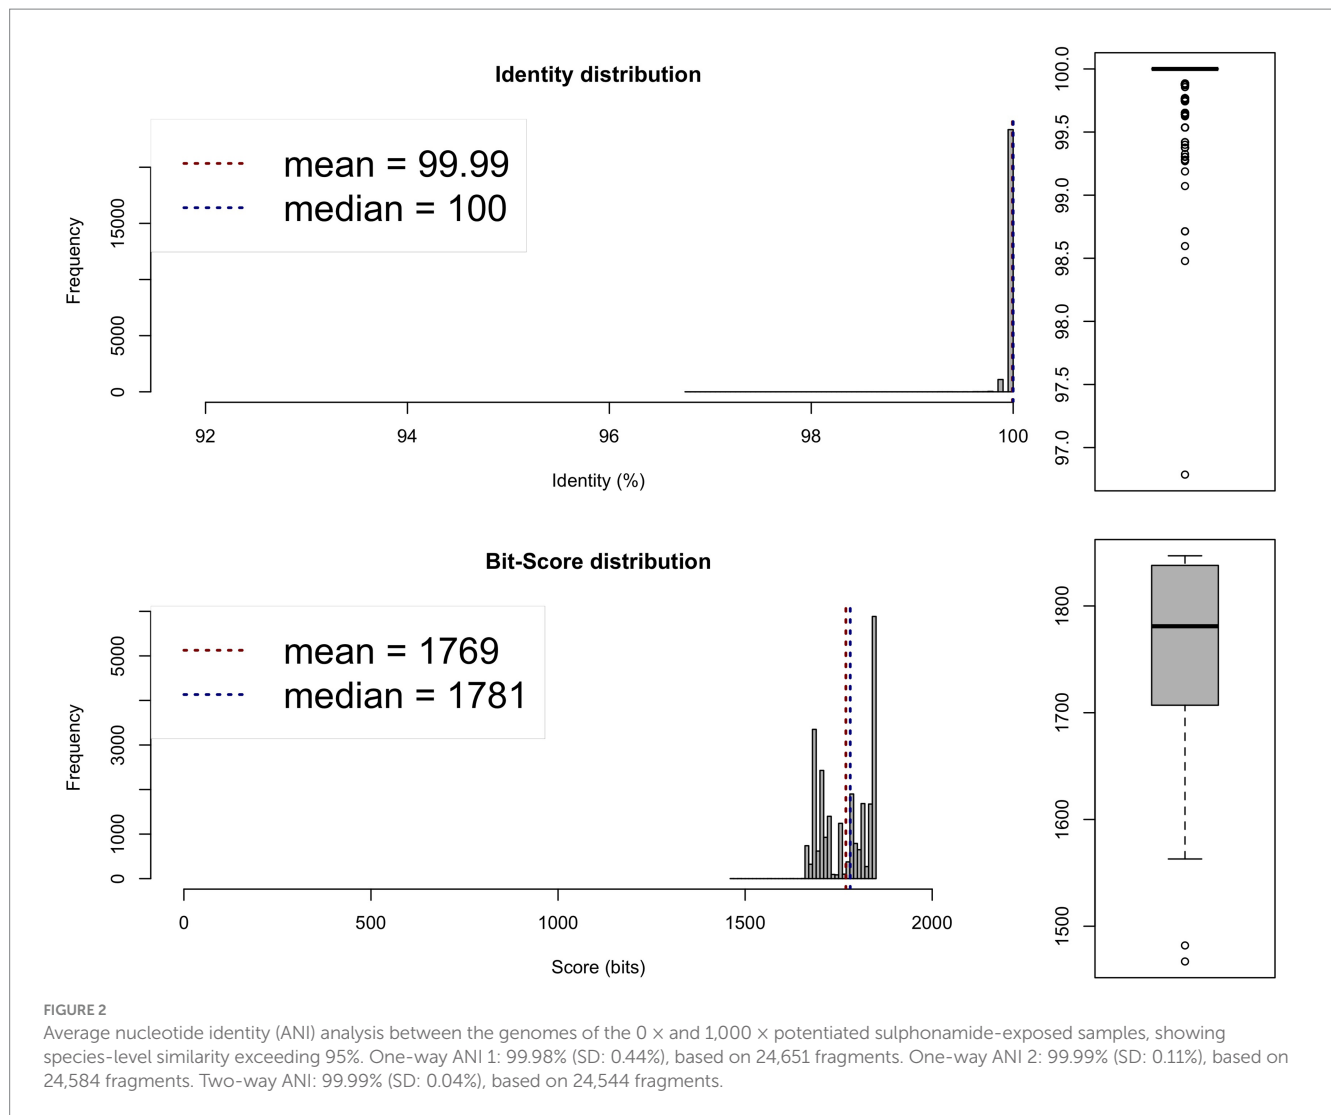 Identity distribution
mean = 99.99
median = 100
Frequency
0
5000
15000
92
94
96
98
100
Identity (%)
97.0
97.5
98.0
98.5
99.0
99.5
100.0
Bit-Score distribution
mean = 1769
median = 1781
Frequency
0
1000
3000
5000
0
500
1000
1500
2000
Score (bits)
1500
1600
1700
1800
FIGURE 2
Average nucleotide identity (ANI) analysis between the genomes of the 0 × and 1,000 × potentiated sulphonamide-exposed samples, showing
species-level similarity exceeding 95%. One-way ANI 1: 99.98% (SD: 0.44%), based on 24,651 fragments. One-way ANI 2: 99.99% (SD: 0.11%), based on
24,584 fragments. Two-way ANI: 99.99% (SD: 0.04%), based on 24,544 fragments.